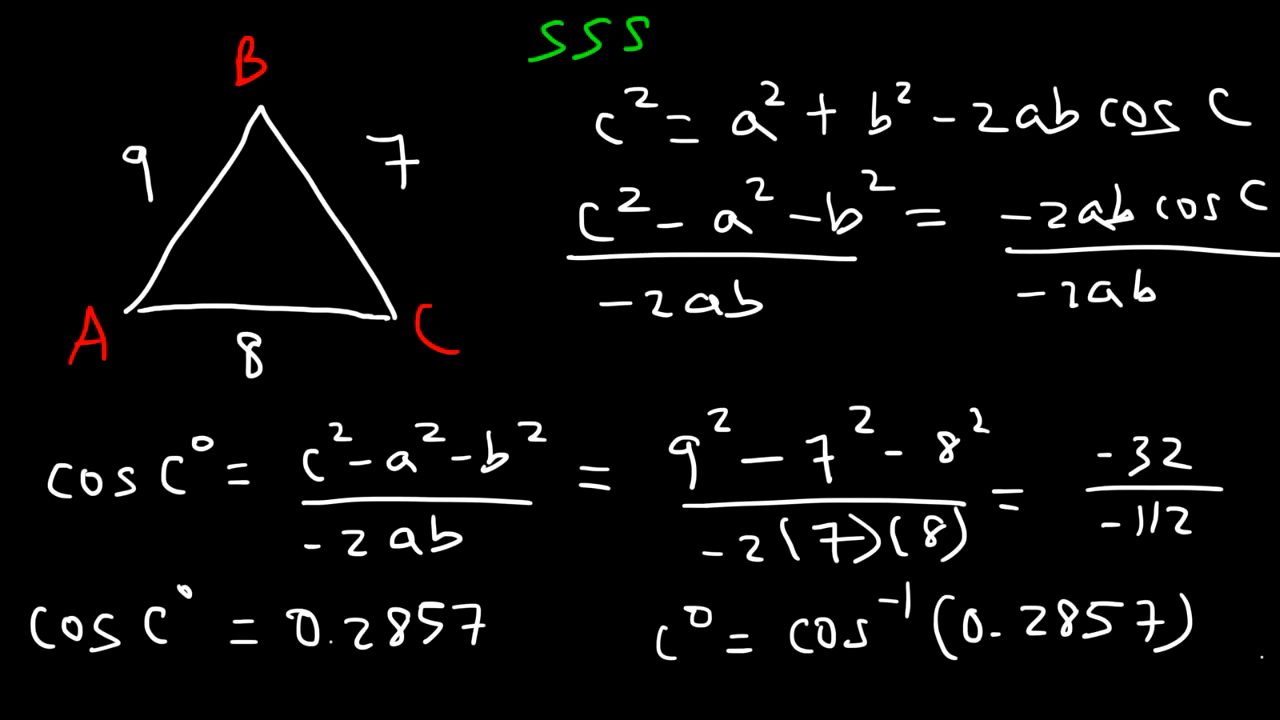 SSS
B
9
7
A
8
C
c² = a² + b² - 2ab cos C
c² - a² - b² = -2ab cos C
-2ab -2ab
cos C° = c² - a² - b² = 9² - 7² - 8² = -32
-2ab -2(7)(8) -112
cos C° = 0.2857 C° = cos⁻¹(0.2857)